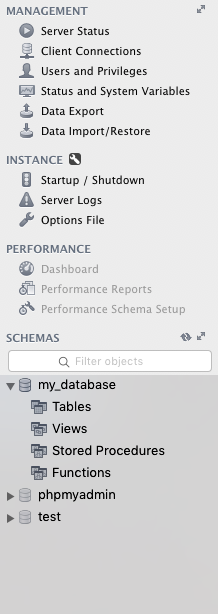 MANAGEMENT
Server Status
Client Connections
Users and Privileges
Status and System Variables
Data Export
Data Import/Restore
INSTANCE
Startup / Shutdown
Server Logs
Options File
PERFORMANCE
Dashboard
Performance Reports
Performance Schema Setup
SCHEMAS
Filter objects
my_database
Tables
Views
Stored Procedures
Functions
phpmyadmin
test